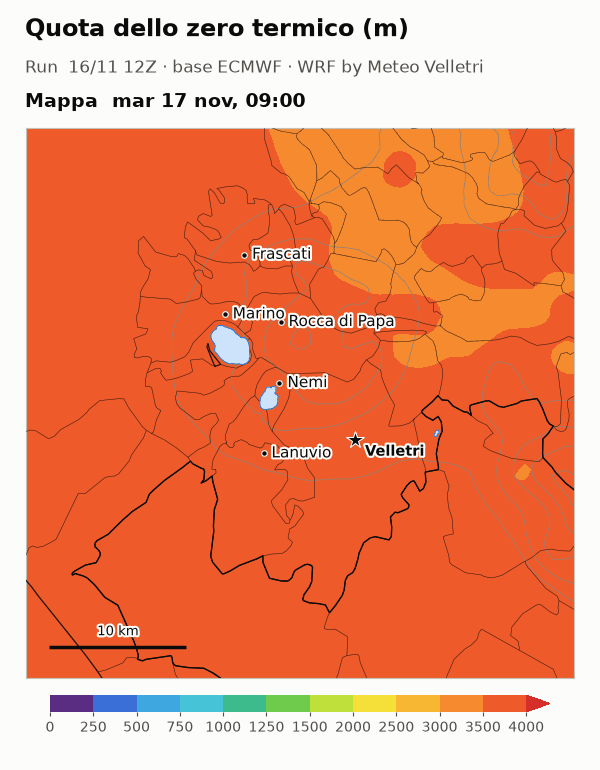 Quota dello zero termico (m)
Run  16/11 12Z · base ECMWF · WRF by Meteo Velletri
Mappa  mar 17 nov, 09:00
Frascati
Marino
Rocca di Papa
Nemi
Velletri
Lanuvio
10 km
0 250 500 750 1000 1250 1500 2000 2500 3000 3500 4000